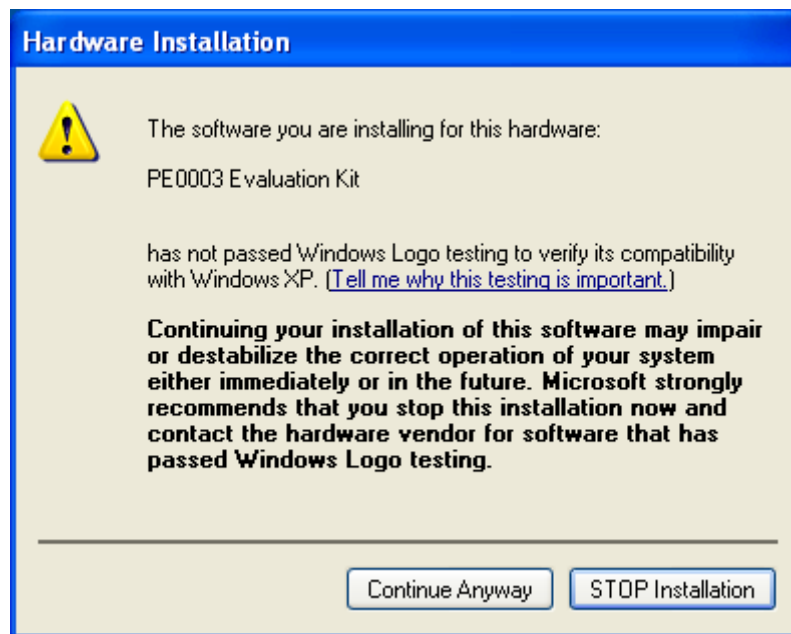 Hardware Installation
The software you are installing for this hardware:
PE0003 Evaluation Kit
has not passed Windows Logo testing to verify its compatibility
with Windows XP. (Tell me why this testing is important.)
Continuing your installation of this software may impair
or destabilize the correct operation of your system
either immediately or in the future. Microsoft strongly
recommends that you stop this installation now and
contact the hardware vendor for software that has
passed Windows Logo testing.
Continue Anyway
STOP Installation